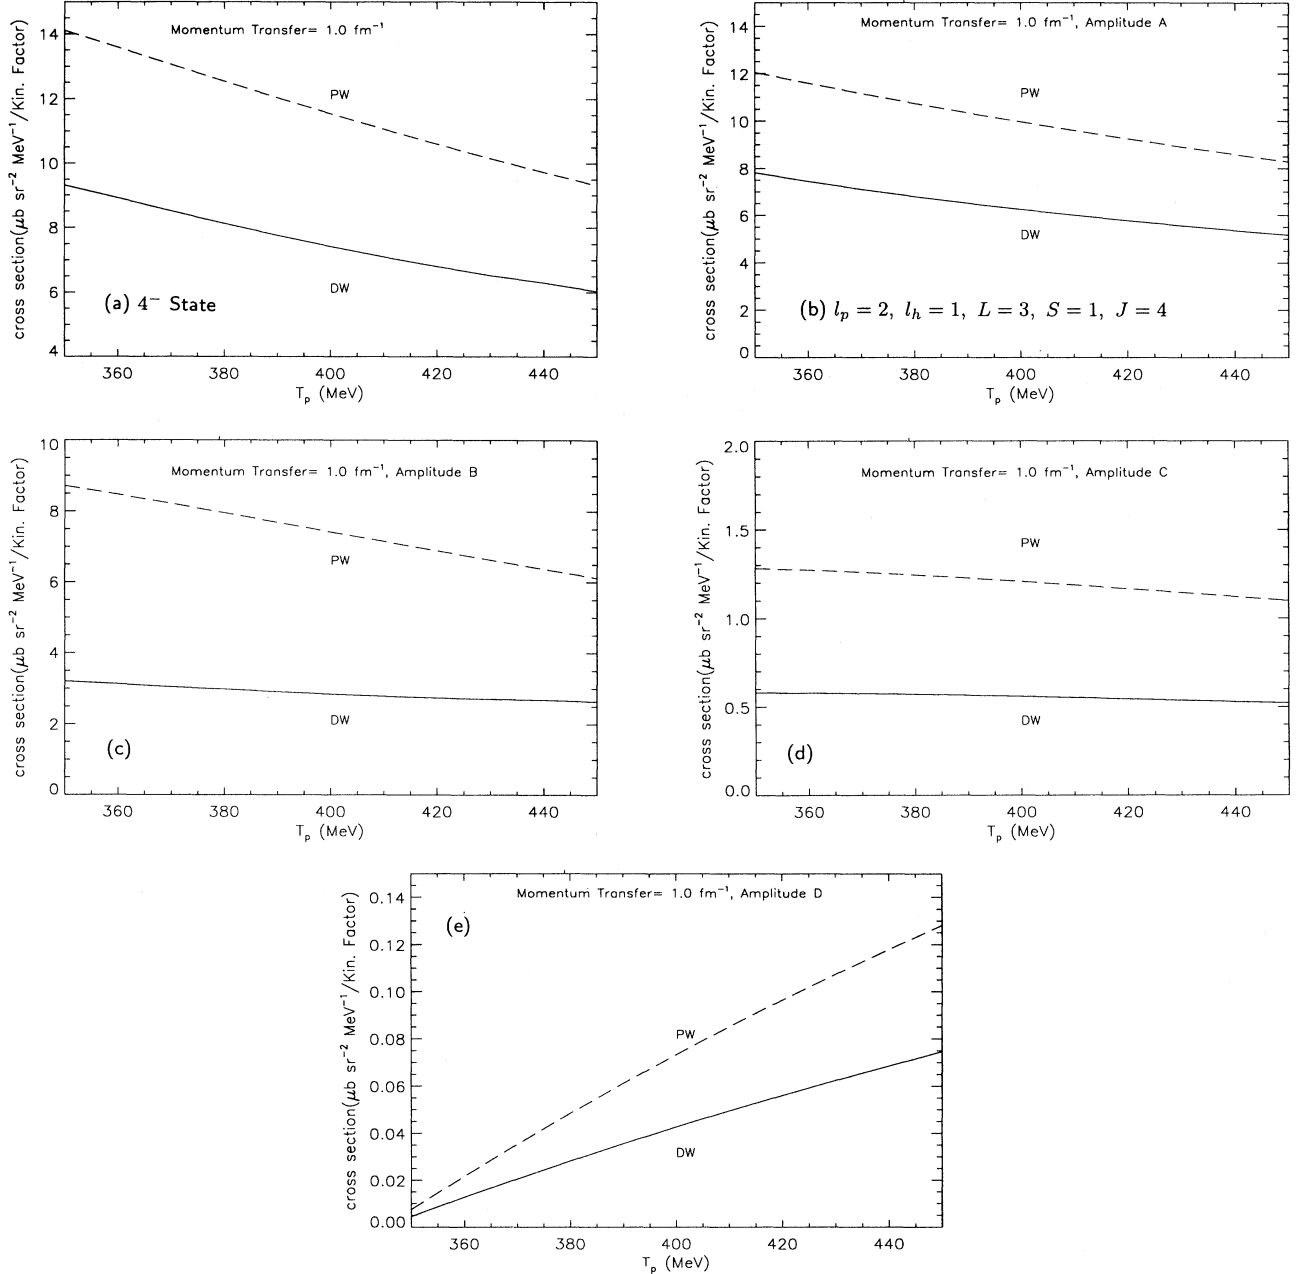 Momentum Transfer= 1.0 fm⁻¹
PW
DW
(a) 4⁻ State
cross section(μb sr⁻² MeV⁻¹/Kin. Factor)
14
12
10
8
6
4
360 380 400 420 440
Tₚ (MeV)
Momentum Transfer= 1.0 fm⁻¹, Amplitude A
PW
DW
(b) lₚ = 2, lₕ = 1, L = 3, S = 1, J = 4
cross section(μb sr⁻² MeV⁻¹/Kin. Factor)
14
12
10
8
6
4
2
0
360 380 400 420 440
Tₚ (MeV)
Momentum Transfer= 1.0 fm⁻¹, Amplitude B
PW
DW
(c)
cross section(μb sr⁻² MeV⁻¹/Kin. Factor)
10
8
6
4
2
0
360 380 400 420 440
Tₚ (MeV)
Momentum Transfer= 1.0 fm⁻¹, Amplitude C
PW
DW
(d)
cross section(μb sr⁻² MeV⁻¹/Kin. Factor)
2.0
1.5
1.0
0.5
0.0
360 380 400 420 440
Tₚ (MeV)
Momentum Transfer= 1.0 fm⁻¹, Amplitude D
(e)
PW
DW
cross section(μb sr⁻² MeV⁻¹/Kin. Factor)
0.14
0.12
0.10
0.08
0.06
0.04
0.02
0.00
360 380 400 420 440
Tₚ (MeV)